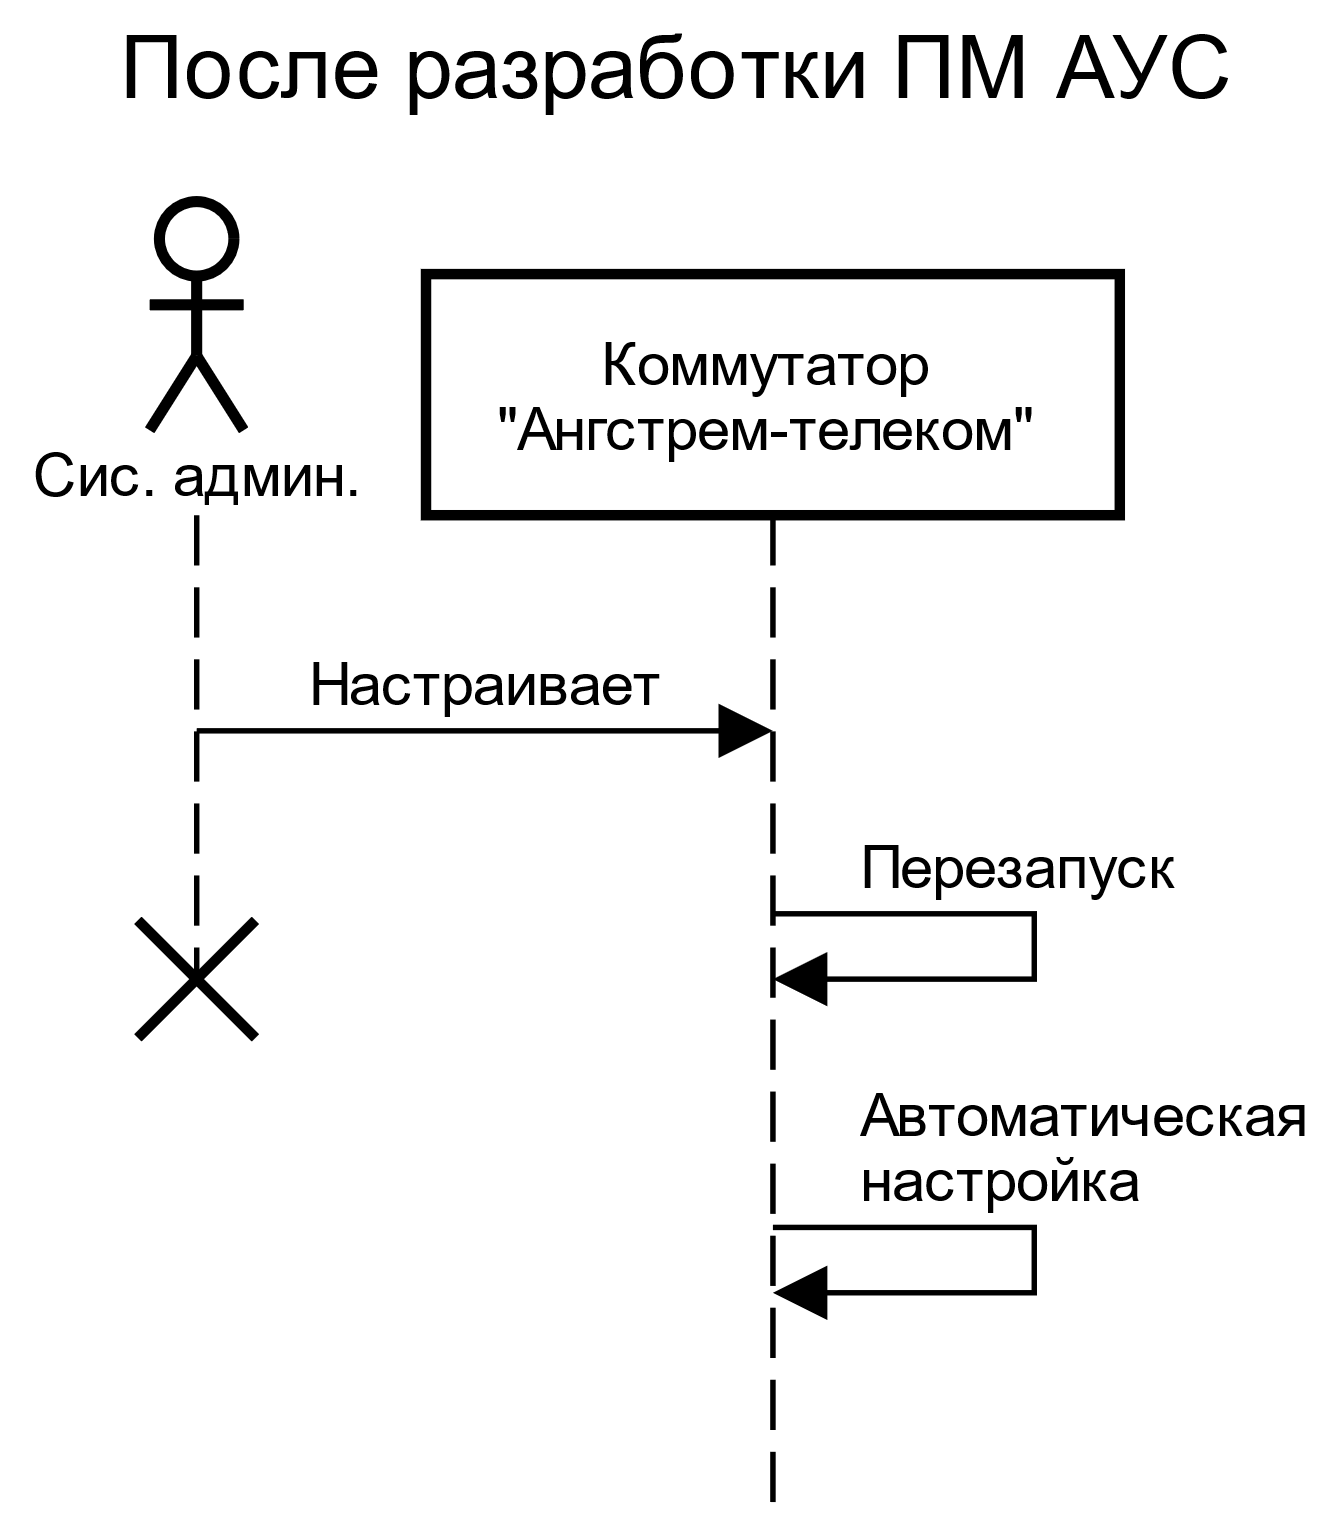 После разработки ПМ АУС
Коммутатор
"Ангстрем-телеком"
Сис. админ.
Настраивает
Перезапуск
Автоматическая
настройка